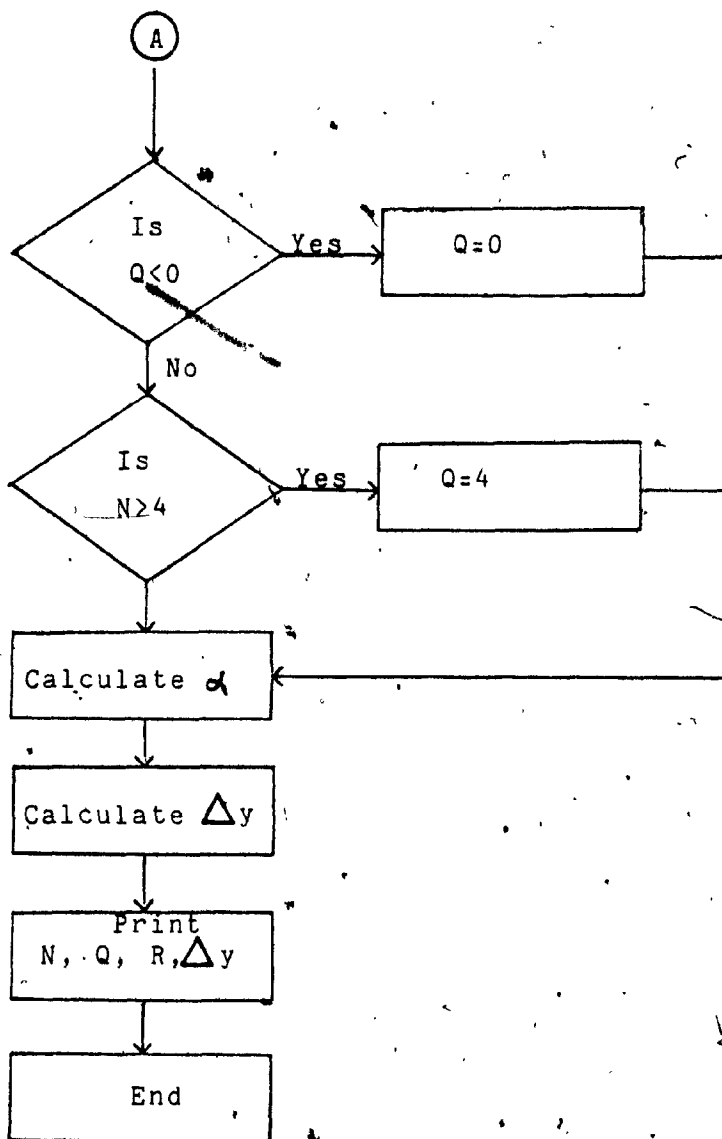 A
Is
Q<0
Yes
Q=0
No
Is
N≥4
Yes
Q=4
Calculate α
Calculate Δy
Print
N, Q, R, Δy
End